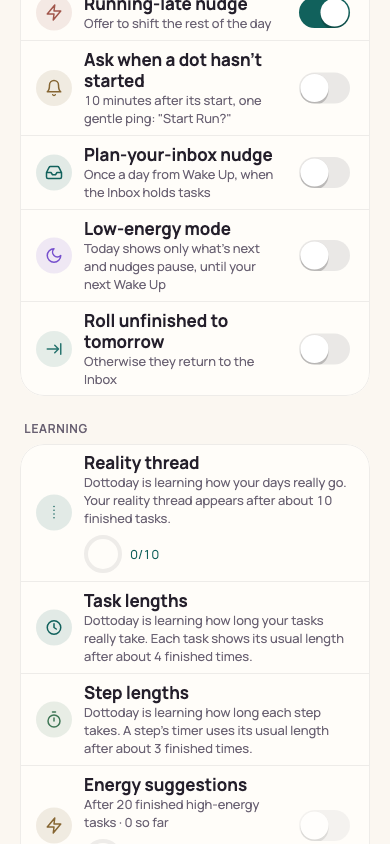 Running-late nudge
Offer to shift the rest of the day
Ask when a dot hasn't
started
10 minutes after its start, one
gentle ping: "Start Run?"
Plan-your-inbox nudge
Once a day from Wake Up, when
the Inbox holds tasks
Low-energy mode
Today shows only what's next
and nudges pause, until your
next Wake Up
Roll unfinished to
tomorrow
Otherwise they return to the
Inbox
LEARNING
Reality thread
Dottoday is learning how your days really go.
Your reality thread appears after about 10
finished tasks.
0/10
Task lengths
Dottoday is learning how long your tasks
really take. Each task shows its usual length
after about 4 finished times.
Step lengths
Dottoday is learning how long each step
takes. A step's timer uses its usual length
after about 3 finished times.
Energy suggestions
After 20 finished high-energy
tasks · 0 so far